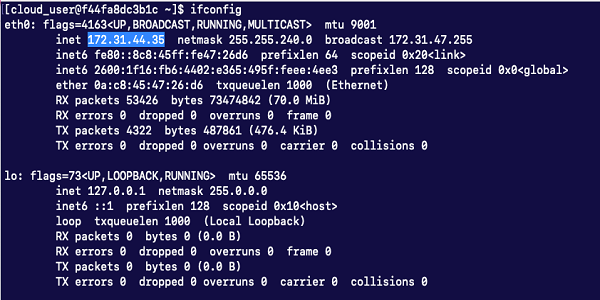 [cloud_user@f44fa8dc3b1c ~]$ ifconfig
eth0: flags=4163<UP,BROADCAST,RUNNING,MULTICAST>  mtu 9001
inet 172.31.44.35  netmask 255.255.240.0  broadcast 172.31.47.255
inet6 fe80::8c8:45ff:fe47:26d6  prefixlen 64  scopeid 0x20<link>
inet6 2600:1f16:fb6:4402:e365:495f:feee:4ee3  prefixlen 128  scopeid 0x0<global>
ether 0a:c8:45:47:26:d6  txqueuelen 1000  (Ethernet)
RX packets 53426  bytes 73474842 (70.0 MiB)
RX errors 0  dropped 0  overruns 0  frame 0
TX packets 4322  bytes 487861 (476.4 KiB)
TX errors 0  dropped 0 overruns 0  carrier 0  collisions 0
lo: flags=73<UP,LOOPBACK,RUNNING>  mtu 65536
inet 127.0.0.1  netmask 255.0.0.0
inet6 ::1  prefixlen 128  scopeid 0x10<host>
loop  txqueuelen 1000  (Local Loopback)
RX packets 0  bytes 0 (0.0 B)
RX errors 0  dropped 0  overruns 0  frame 0
TX packets 0  bytes 0 (0.0 B)
TX errors 0  dropped 0 overruns 0  carrier 0  collisions 0